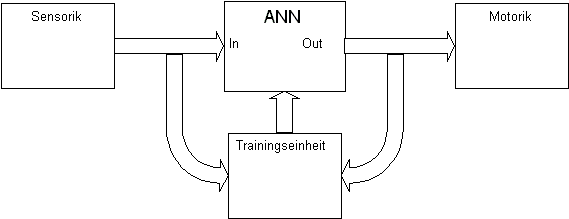 Sensorik
ANN
Motorik
In
Out
Trainingseinheit